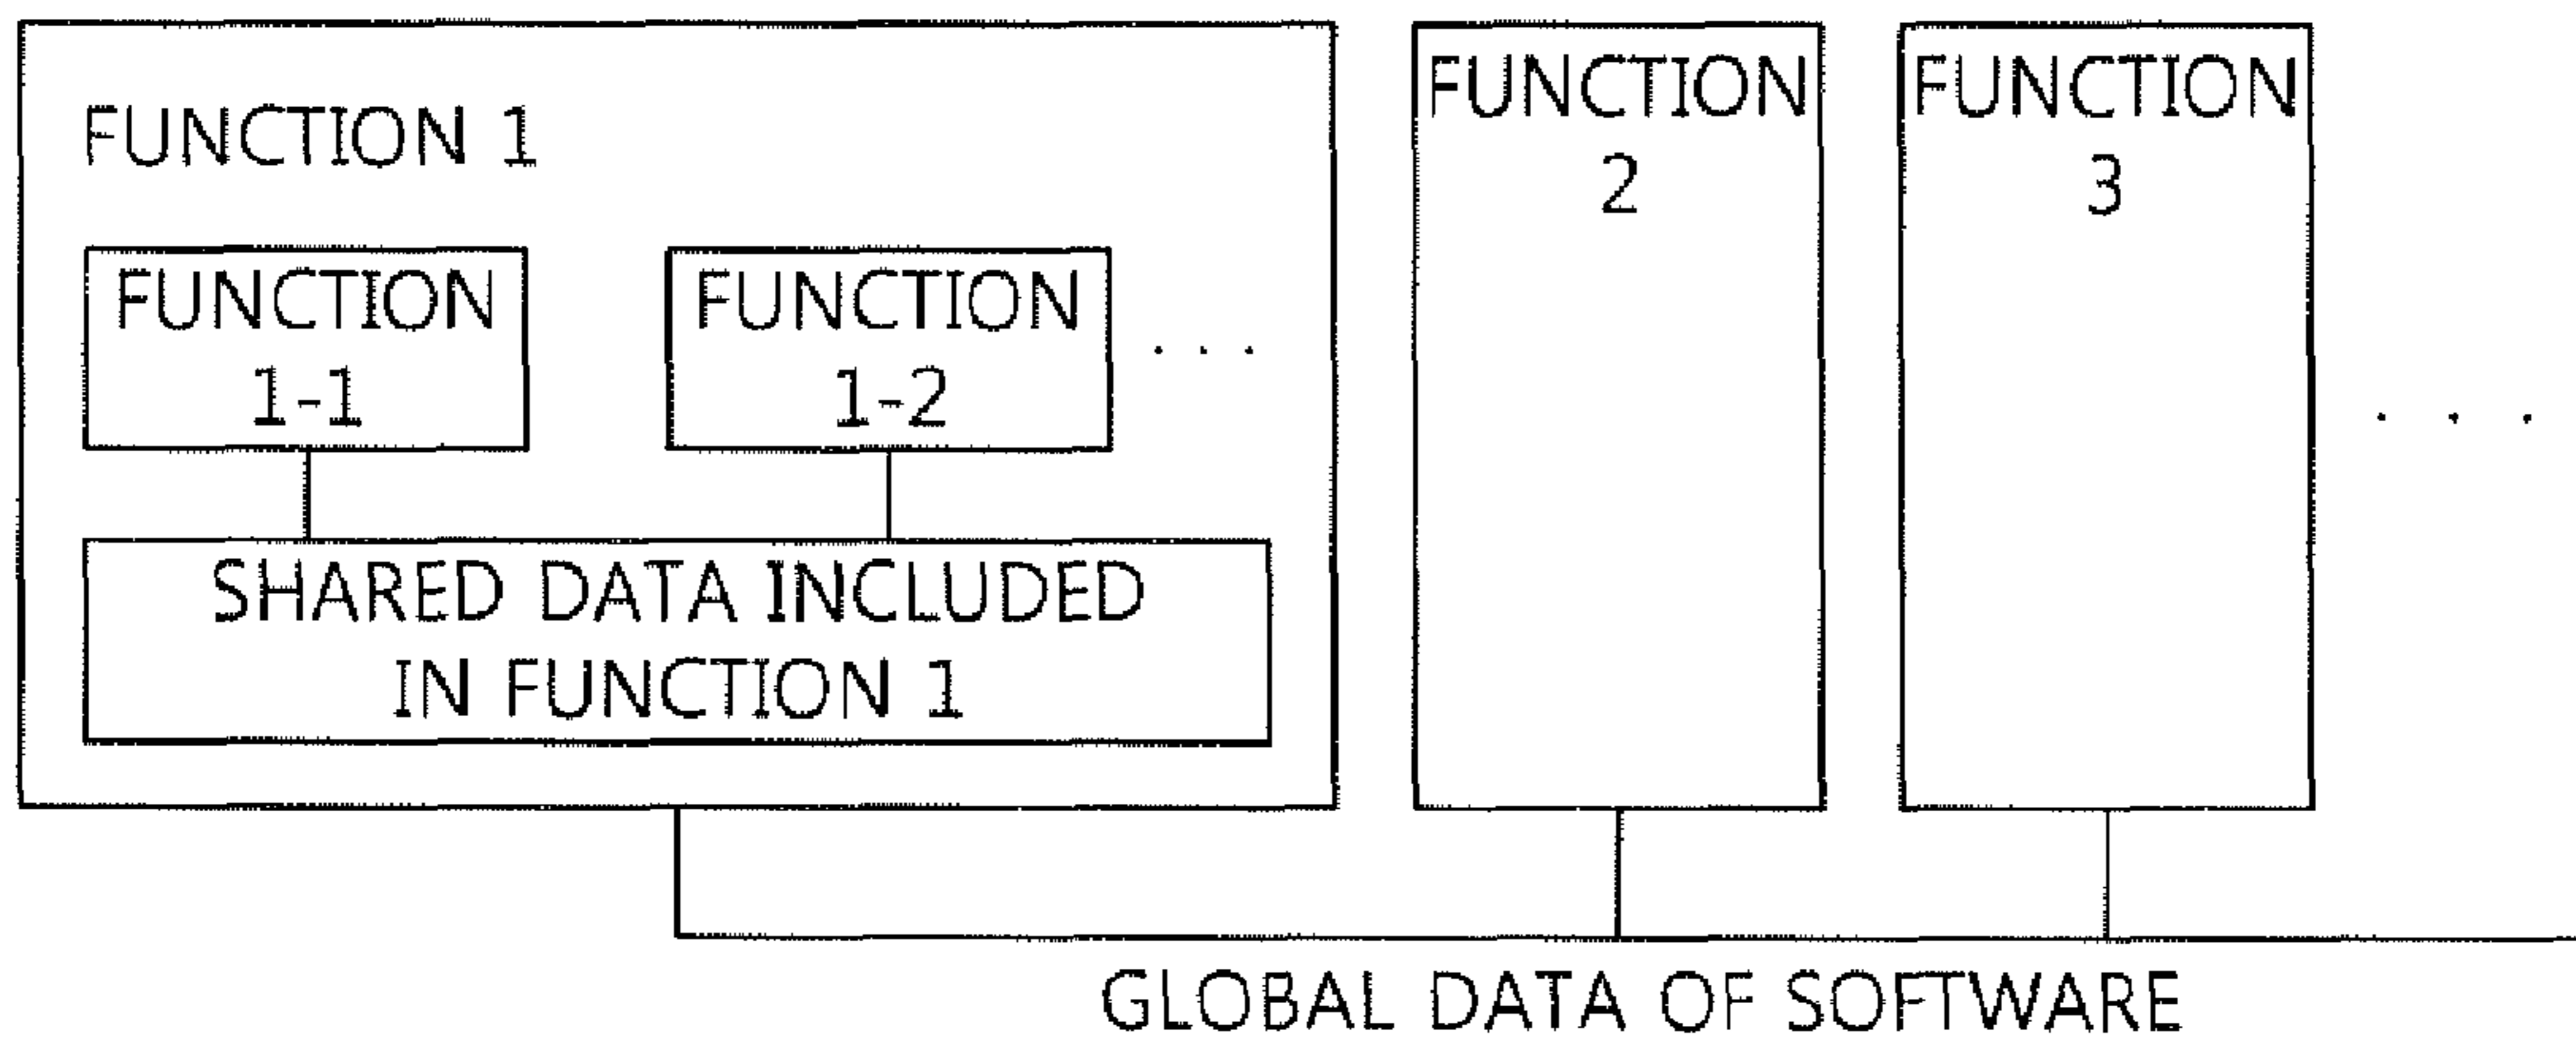 FUNCTION 1
FUNCTION
1-1
FUNCTION
1-2
. . .
SHARED DATA INCLUDED
IN FUNCTION 1
FUNCTION
2
FUNCTION
3
. . .
GLOBAL DATA OF SOFTWARE